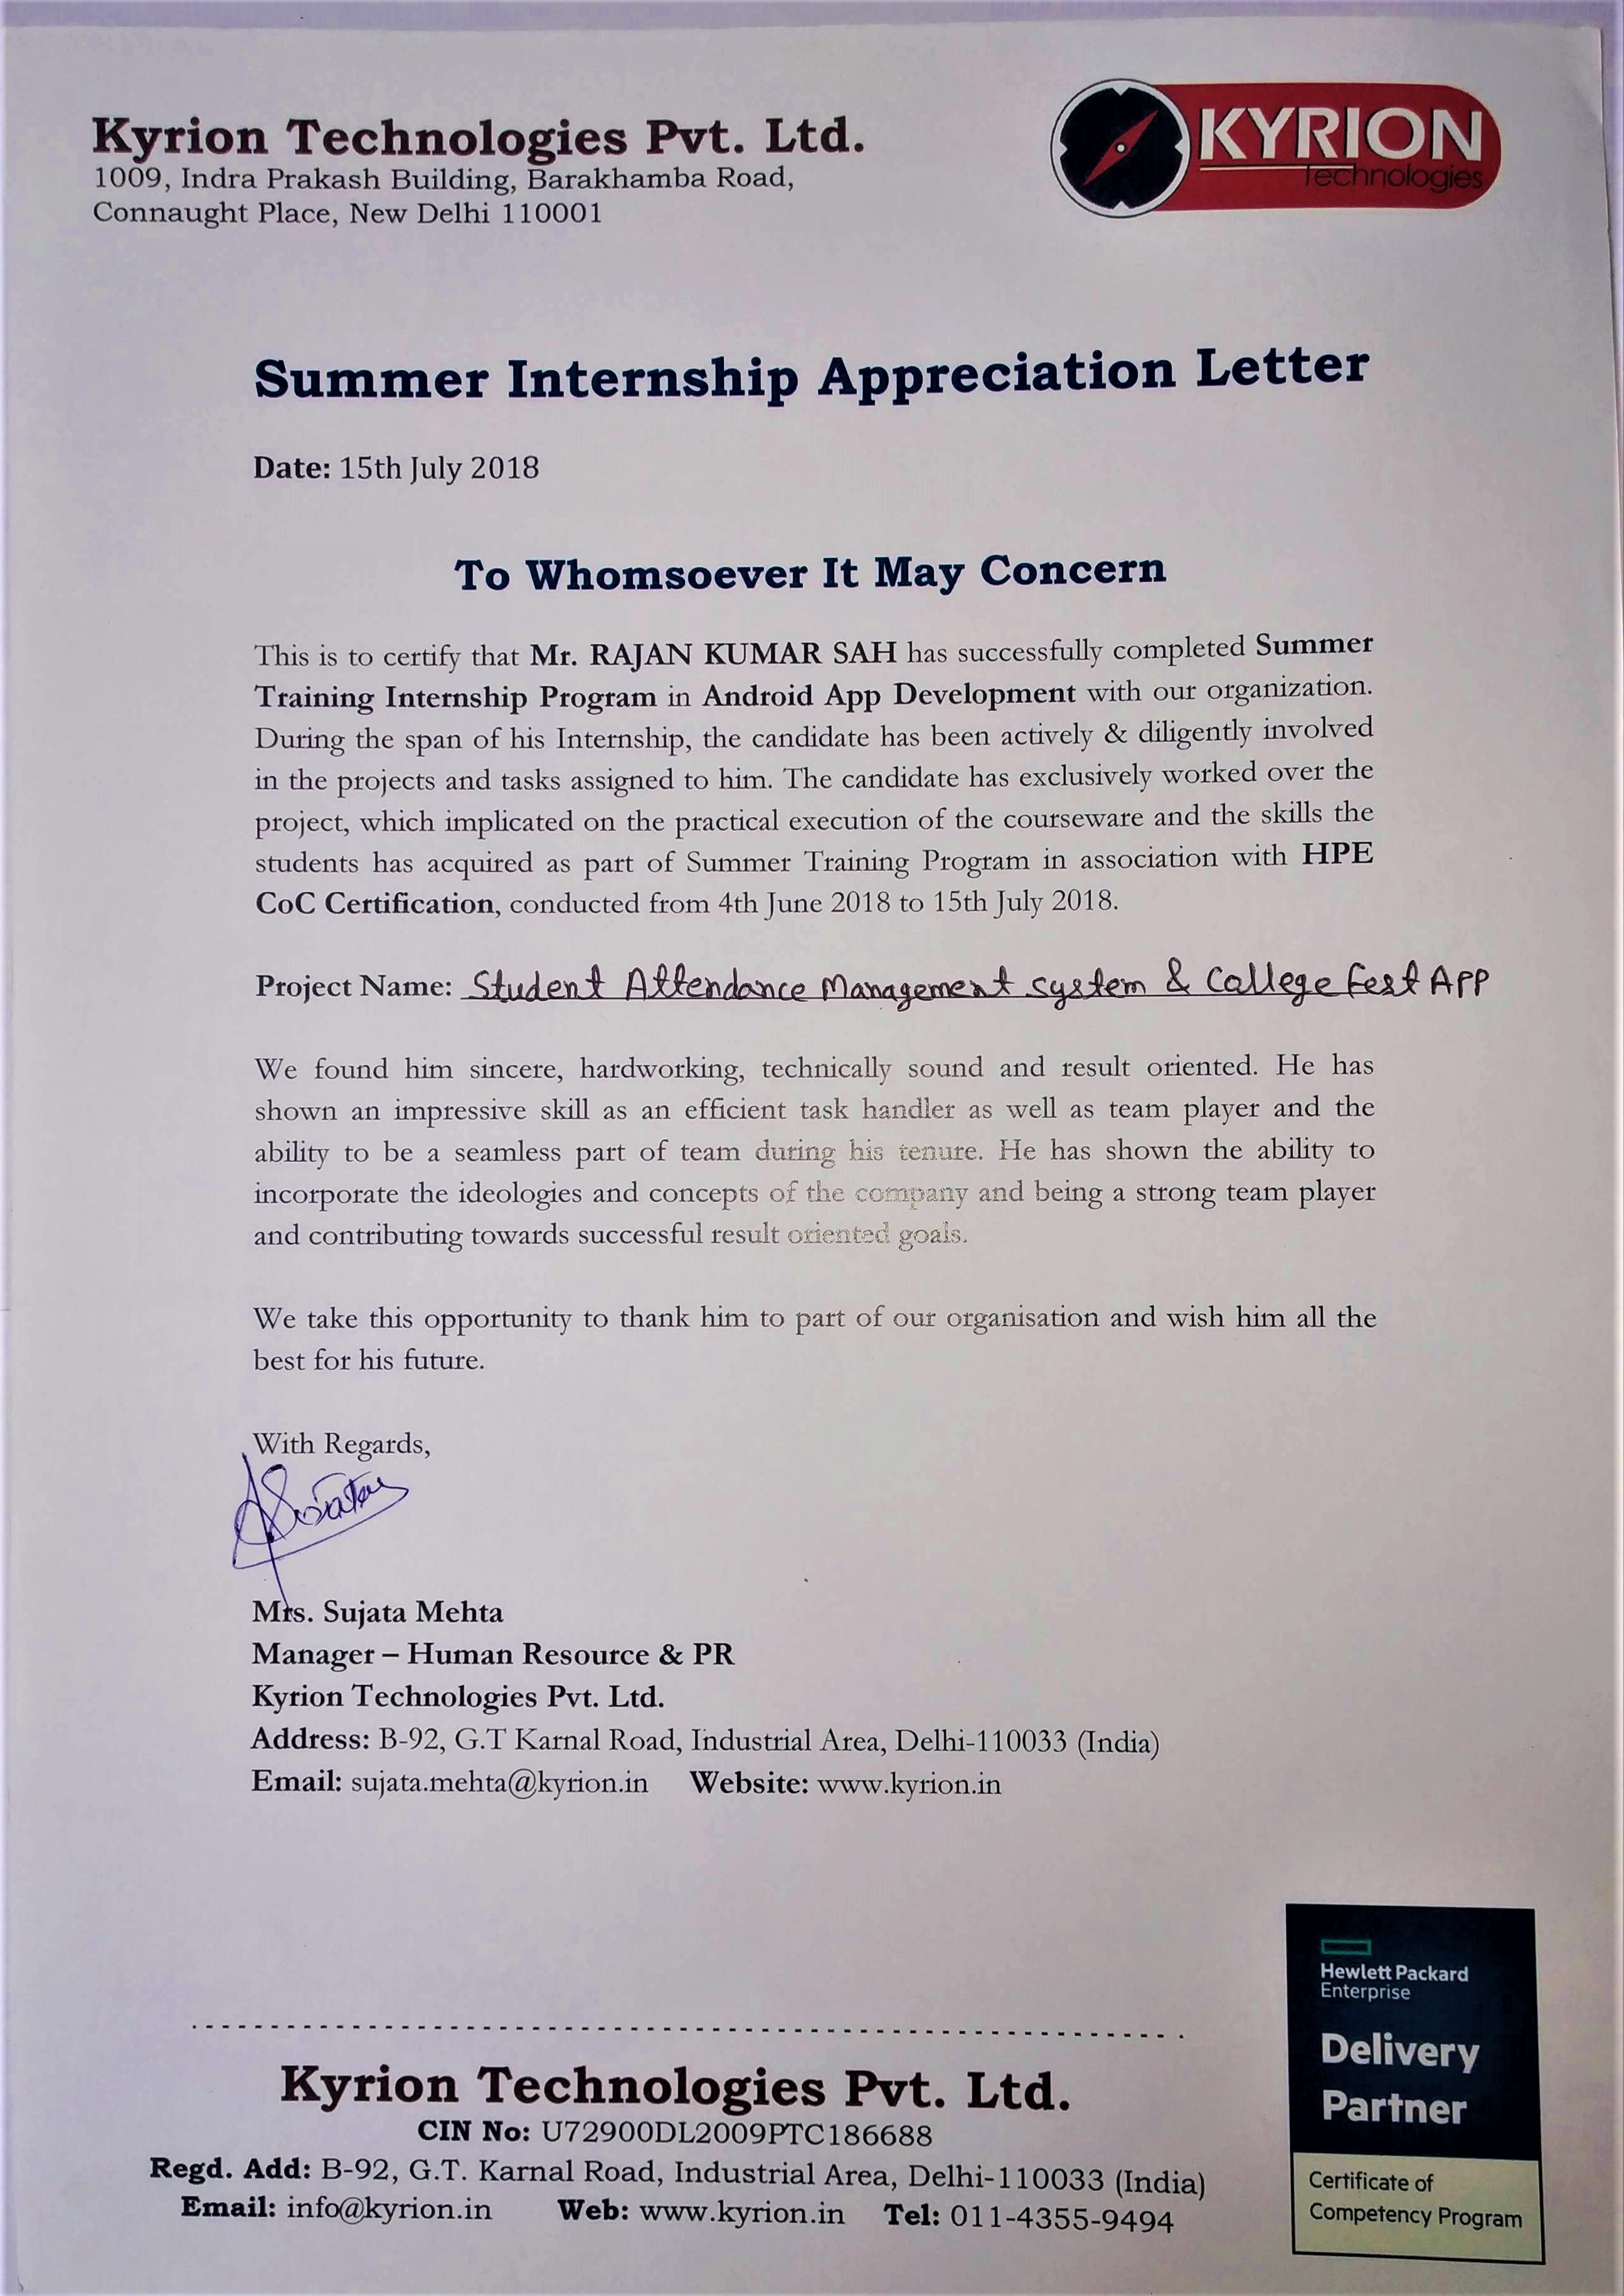 Kyrion Technologies Pvt. Ltd.
1009, Indra Prakash Building, Barakhamba Road,
Connaught Place, New Delhi 110001
KYRION
Technologies
Summer Internship Appreciation Letter
Date: 15th July 2018
To Whomsoever It May Concern
This is to certify that Mr. RAJAN KUMAR SAH has successfully completed Summer
Training Internship Program in Android App Development with our organization.
During the span of his Internship, the candidate has been actively & diligently involved
in the projects and tasks assigned to him. The candidate has exclusively worked over the
project, which implicated on the practical execution of the courseware and the skills the
students has acquired as part of Summer Training Program in association with HPE
CoC Certification, conducted from 4th June 2018 to 15th July 2018.
Project Name: Student Attendance Management system & College Fest APP
We found him sincere, hardworking, technically sound and result oriented. He has
shown an impressive skill as an efficient task handler as well as team player and the
ability to be a seamless part of team during his tenure. He has shown the ability to
incorporate the ideologies and concepts of the company and being a strong team player
and contributing towards successful result oriented goals.
We take this opportunity to thank him to part of our organisation and wish him all the
best for his future.
With Regards,
Sujata
Mrs. Sujata Mehta
Manager – Human Resource & PR
Kyrion Technologies Pvt. Ltd.
Address: B-92, G.T Karnal Road, Industrial Area, Delhi-110033 (India)
Email: sujata.mehta@kyrion.in Website: www.kyrion.in
Kyrion Technologies Pvt. Ltd.
CIN No: U72900DL2009PTC186688
Regd. Add: B-92, G.T. Karnal Road, Industrial Area, Delhi-110033 (India)
Email: info@kyrion.in Web: www.kyrion.in Tel: 011-4355-9494
Hewlett Packard
Enterprise
Delivery
Partner
Certificate of
Competency Program